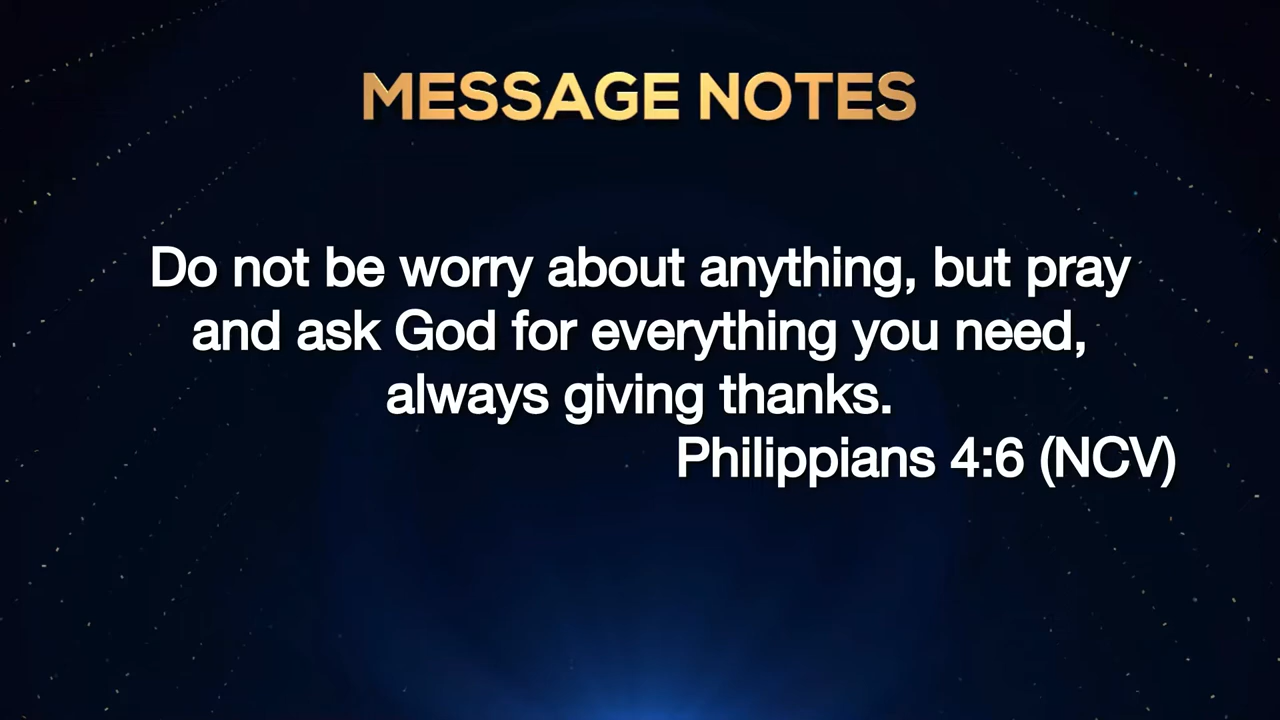 MESSAGE NOTES
Do not be worry about anything, but pray
and ask God for everything you need,
always giving thanks.
Philippians 4:6 (NCV)